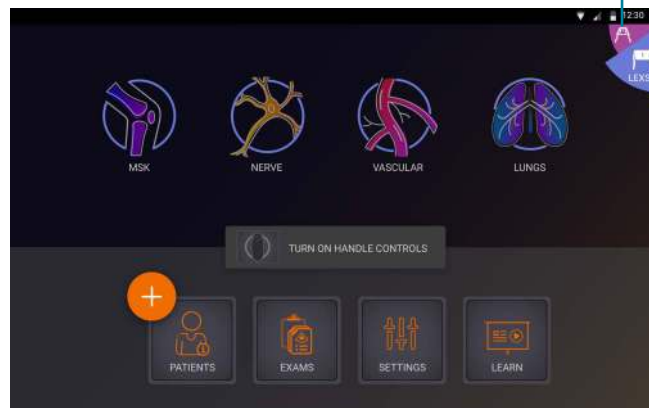 12:30
LEXS
MSK
NERVE
VASCULAR
LUNGS
TURN ON HANDLE CONTROLS
PATIENTS
EXAMS
SETTINGS
LEARN